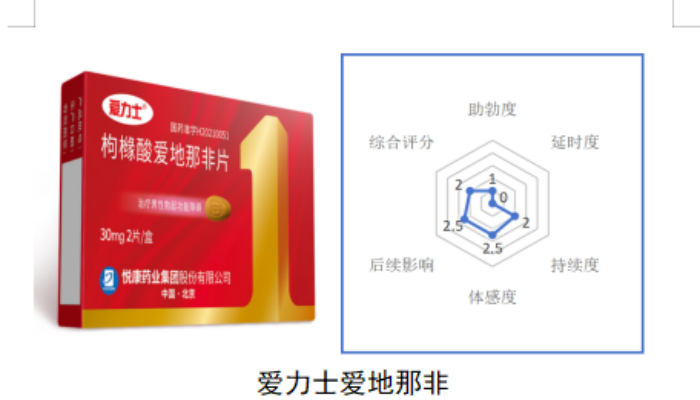 爱力士®
国药准字H20210051
枸橼酸爱地那非片
治疗男性勃起功能障碍
30mg 2片/盒
悦康药业集团股份有限公司
中国·北京
助勃度
综合评分
延时度
1
2
0
2.5
2
2.5
后续影响
持续度
体感度
爱力士爱地那非